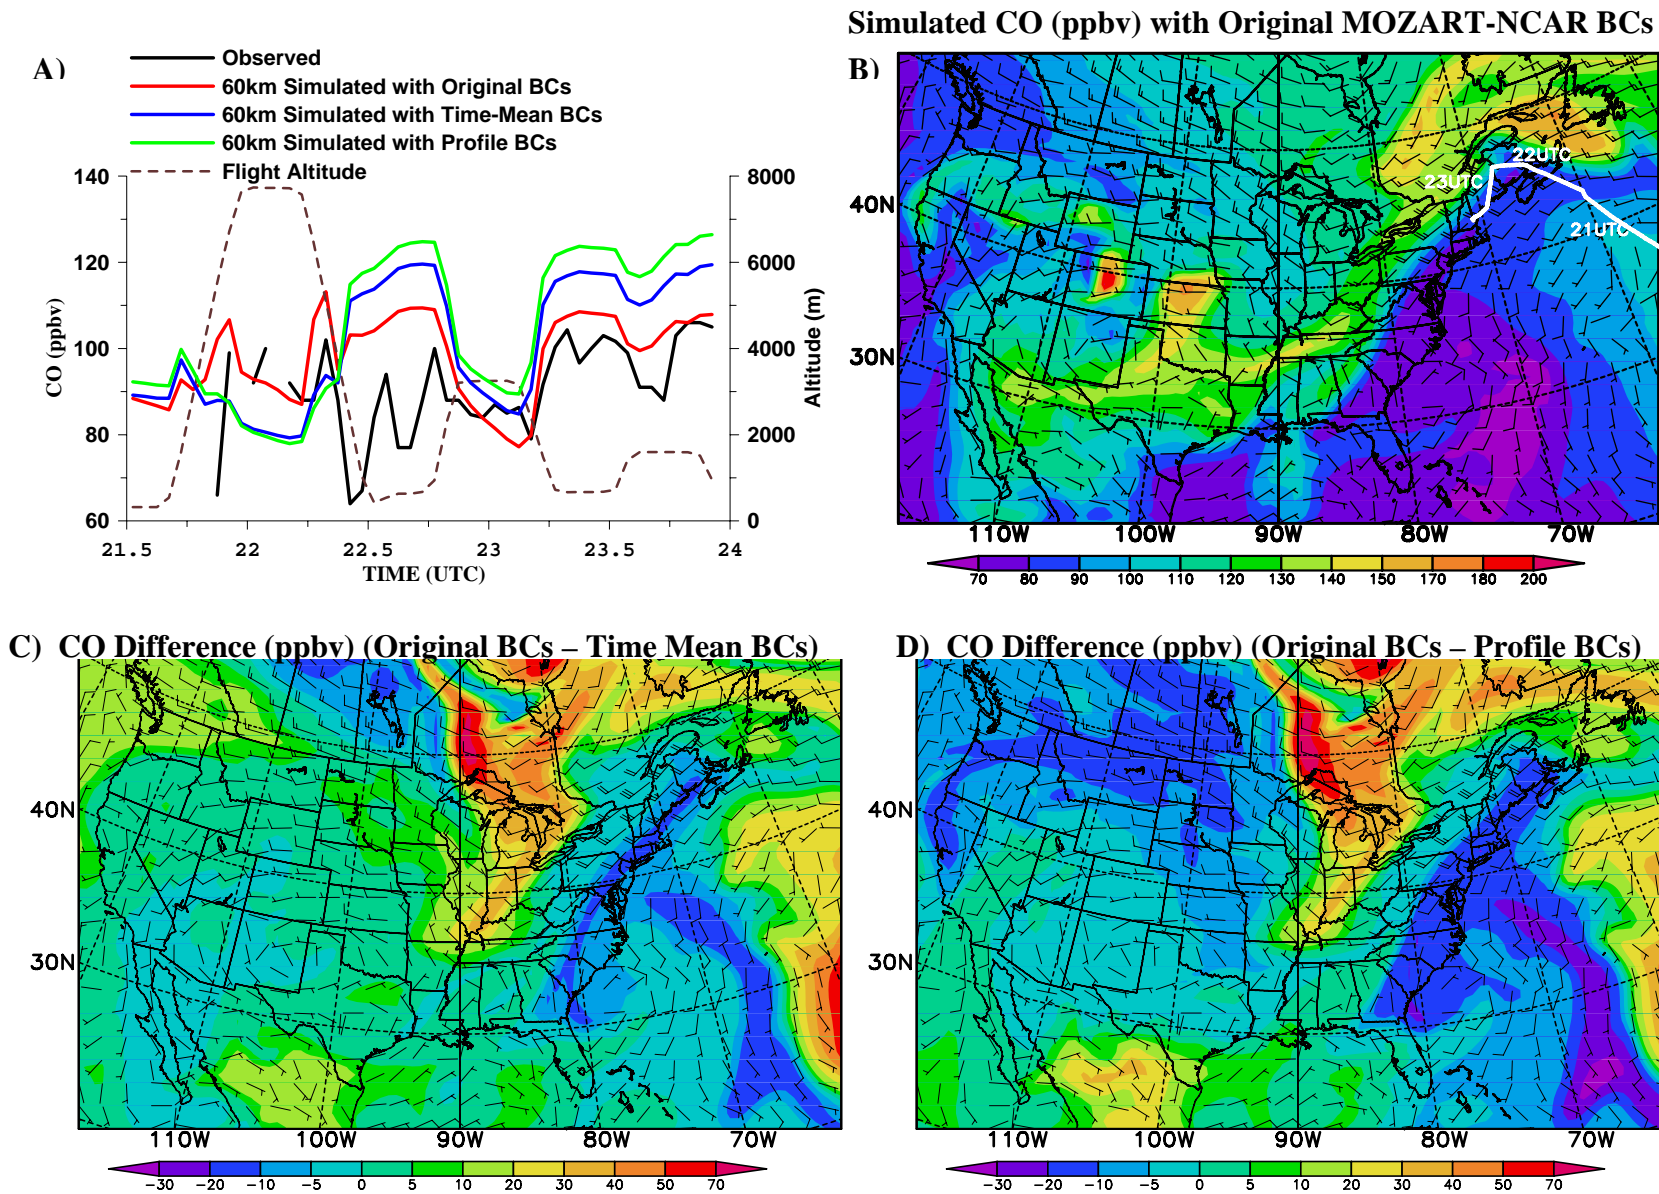 Simulated CO (ppbv) with Original MOZART-NCAR BCs
A)
Observed
60km Simulated with Original BCs
60km Simulated with Time-Mean BCs
60km Simulated with Profile BCs
Flight Altitude
140
120
100
80
60
CO (ppbv)
8000
6000
4000
2000
0
Altitude (m)
21.5
22
22.5
23
23.5
24
TIME (UTC)
B)
22UTC
23UTC
21UTC
40N
30N
110W
100W
90W
80W
70W
70 80 90 100 110 120 130 140 150 170 180 200
C) CO Difference (ppbv) (Original BCs – Time Mean BCs)
40N
30N
110W
100W
90W
80W
70W
−30 −20 −10 −5 0 5 10 20 30 40 50 70
D) CO Difference (ppbv) (Original BCs – Profile BCs)
40N
30N
110W
100W
90W
80W
70W
−30 −20 −10 −5 0 5 10 20 30 40 50 70